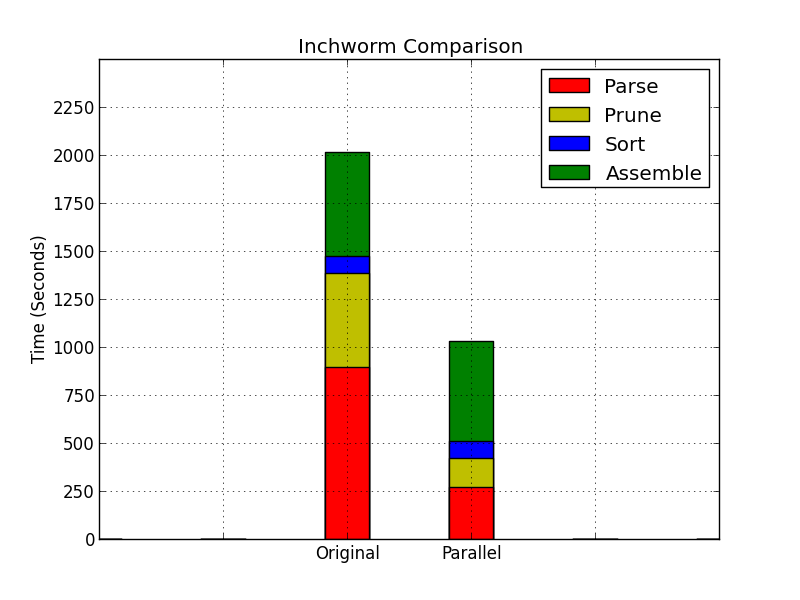 Inchworm Comparison
Parse
Prune
Sort
Assemble
2250
2000
1750
1500
1250
1000
750
500
250
0
Time (Seconds)
Original
Parallel